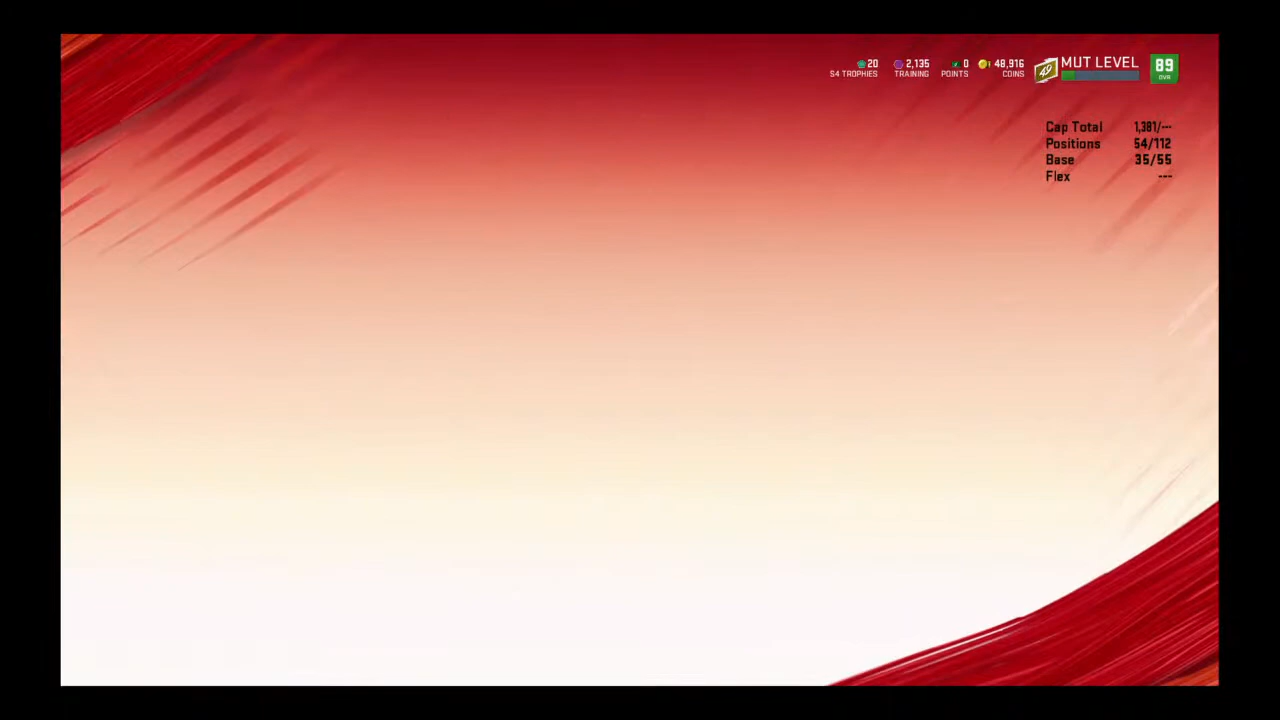 20 2,135 0 48,916 49 MUT LEVEL 89
S4 TROPHIES TRAINING POINTS COINS OVR
Cap Total 1,381/---
Positions 54/112
Base 35/55
Flex ---